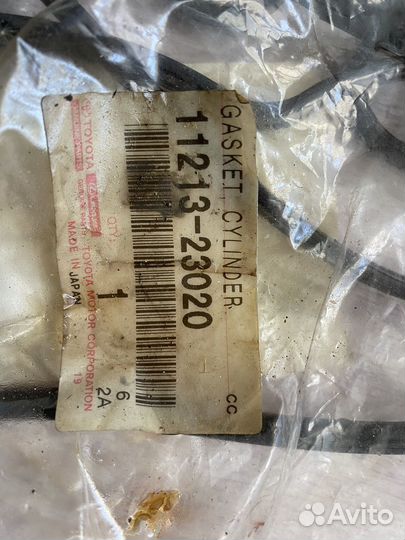 GASKET, CYLINDER
11213-23020
CC
QTY:
1
6
2A
TOYOTA
TOYOTA MOTOR CORPORATION
MADE IN JAPAN
19
Avito